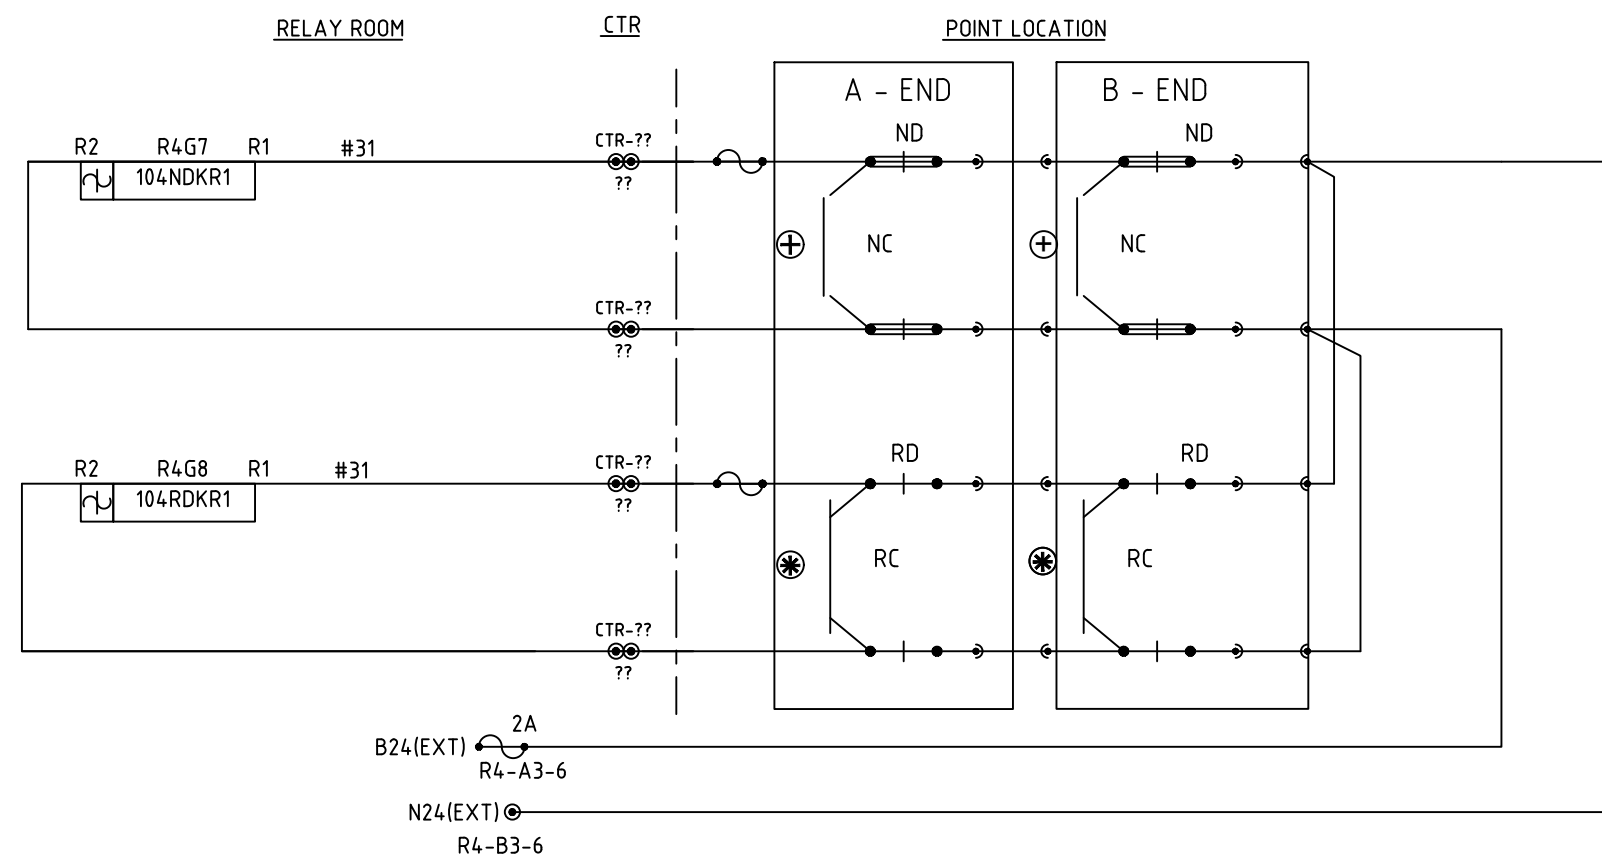 RELAY ROOM
CTR
POINT LOCATION
A - END
B - END
ND
ND
R2
R4G7
R1
#31
CTR-??
104NDKR1
??
NC
NC
CTR-??
??
RD
RD
R2
R4G8
R1
#31
CTR-??
104RDKR1
??
RC
RC
CTR-??
??
2A
B24(EXT)
R4-A3-6
N24(EXT)
R4-B3-6